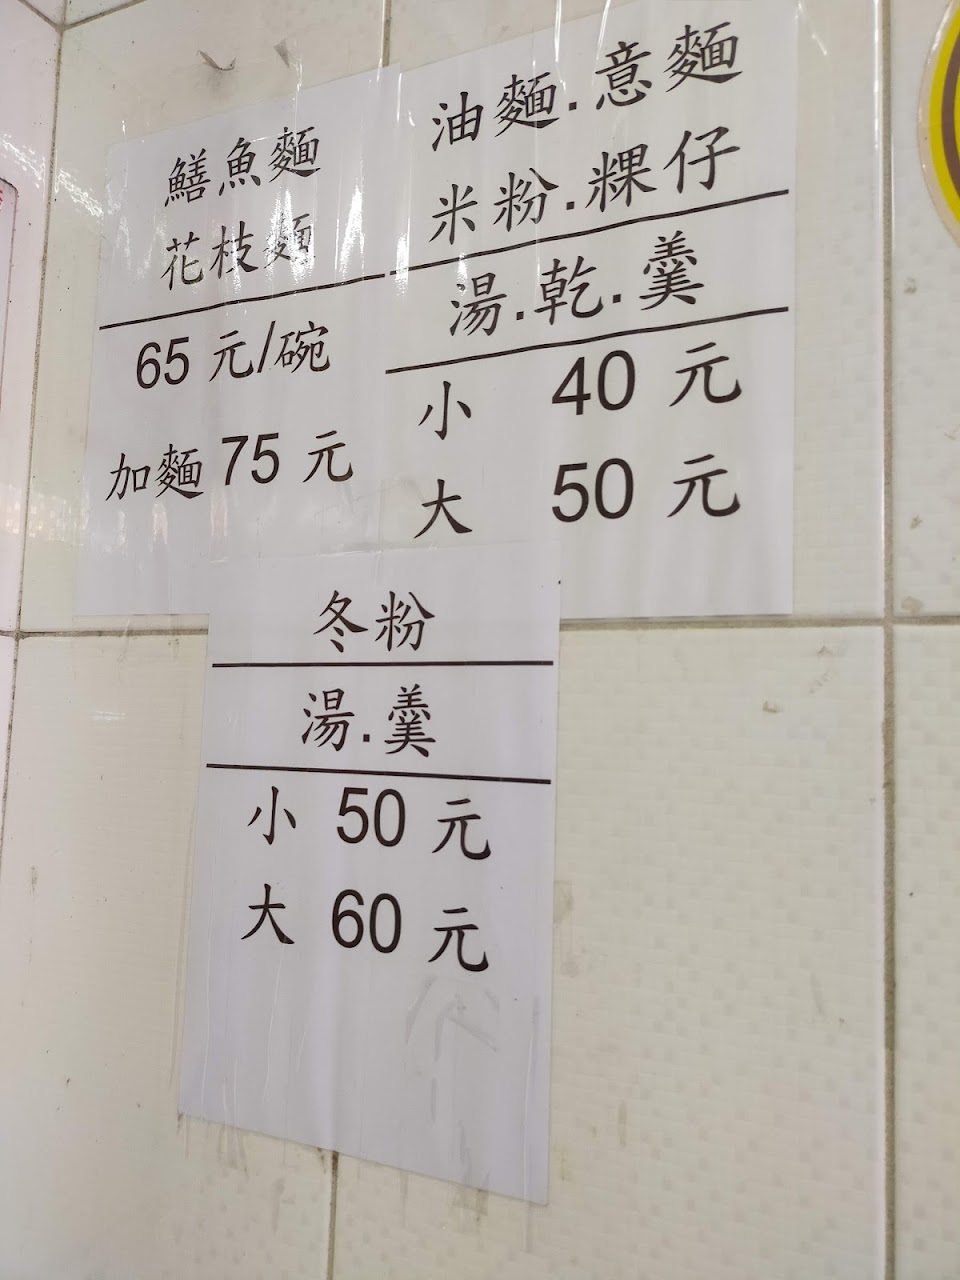 鱔魚麵
花枝麵
65 元/碗
加麵 75 元
油麵.意麵
米粉.粿仔
湯.乾.羹
小 40 元
大 50 元
冬粉
湯.羹
小 50 元
大 60 元